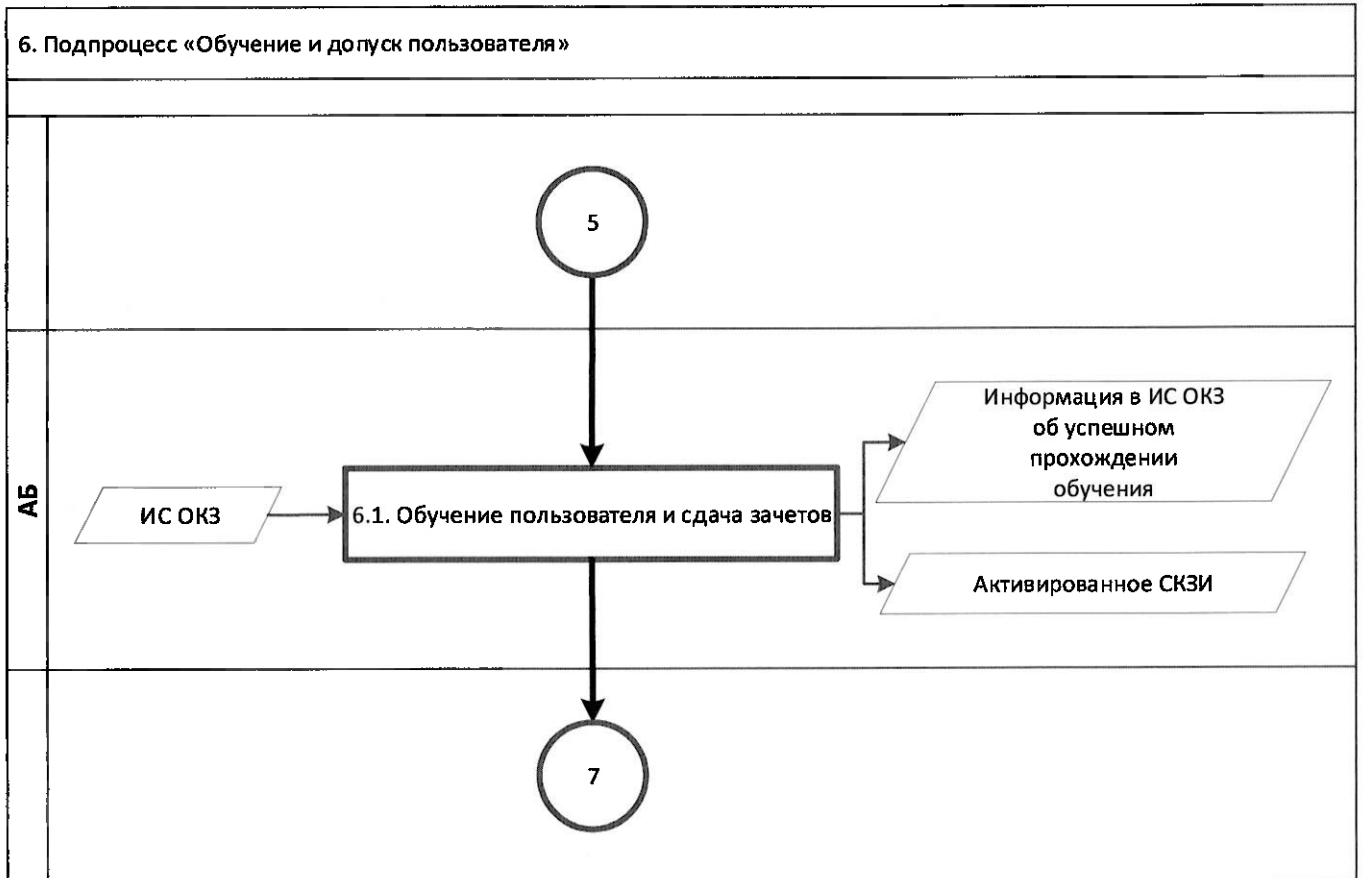 6. Подпроцесс «Обучение и допуск пользователя»
5
АБ
ИС ОКЗ
6.1. Обучение пользователя и сдача зачетов
Информация в ИС ОКЗ
об успешном
прохождении
обучения
Активированное СКЗИ
7